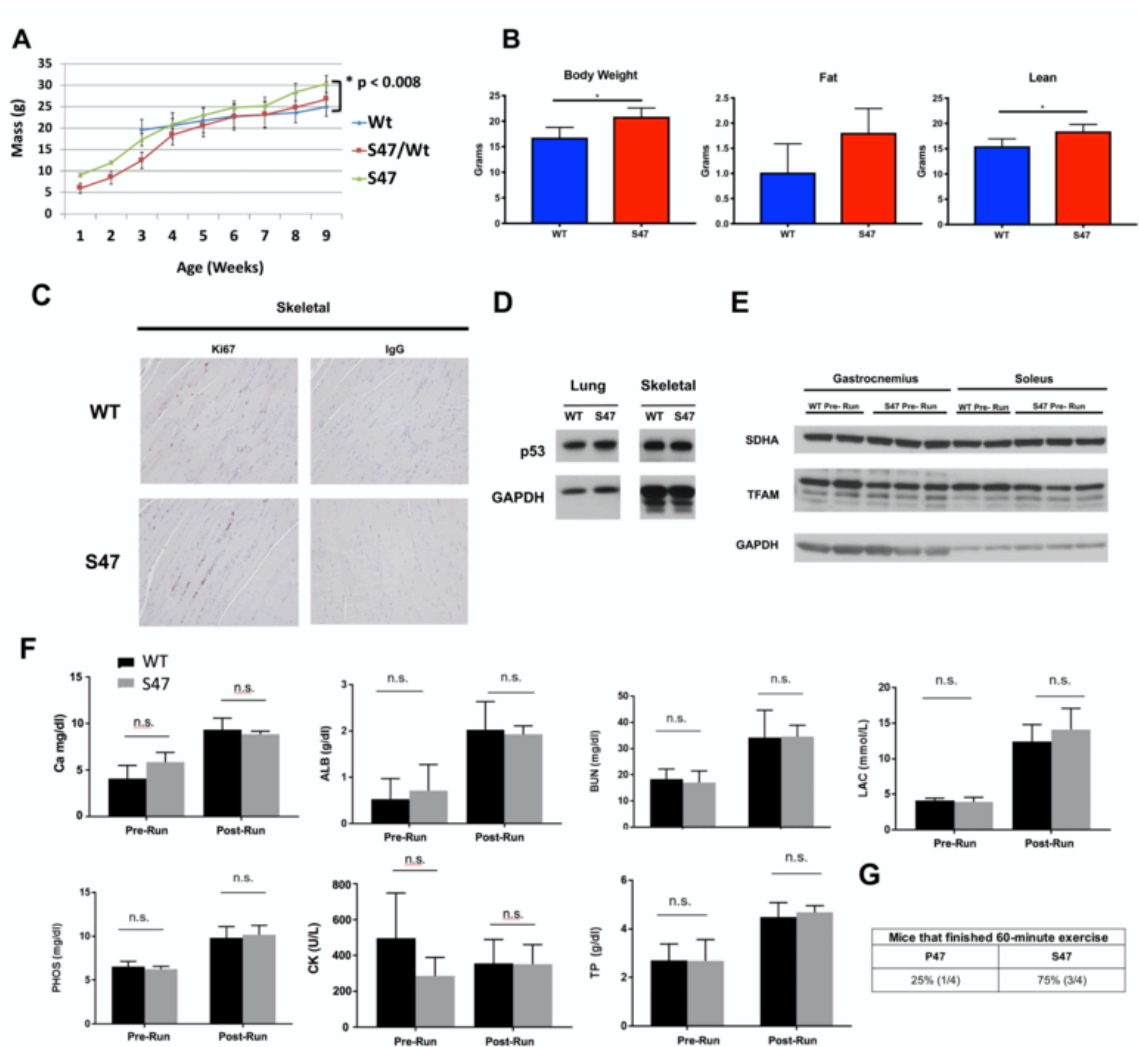 A
35
30
25
20
15
10
5
0
Mass (g)
1 2 3 4 5 6 7 8 9
Age (Weeks)
* p < 0.008
Wt
S47/Wt
S47
B
Body Weight
25
20
15
10
5
0
Grams
*
WT S47
Fat
2.5
2.0
1.5
1.0
0.5
0.0
Grams
WT S47
Lean
25
20
15
10
5
0
Grams
*
WT S47
C
Skeletal
Ki67 IgG
WT
S47
D
Lung Skeletal
WT S47 WT S47
p53
GAPDH
E
Gastrocnemius Soleus
WT Pre- Run S47 Pre- Run WT Pre- Run S47 Pre- Run
SDHA
TFAM
GAPDH
F
WT
S47
15
10
5
0
Ca mg/dl
n.s. n.s.
Pre-Run Post-Run
3
2
1
0
ALB (g/dl)
n.s. n.s.
Pre-Run Post-Run
50
40
30
20
10
0
BUN (mg/dl)
n.s. n.s.
Pre-Run Post-Run
20
15
10
5
0
LAC (mmol/L)
n.s. n.s.
Pre-Run Post-Run
15
10
5
0
PHOS (mg/dl)
n.s. n.s.
Pre-Run Post-Run
800
600
400
200
0
CK (U/L)
n.s. n.s.
Pre-Run Post-Run
6
4
2
0
TP (g/dl)
n.s. n.s.
Pre-Run Post-Run
G
Mice that finished 60-minute exercise
P47 S47
25% (1/4) 75% (3/4)